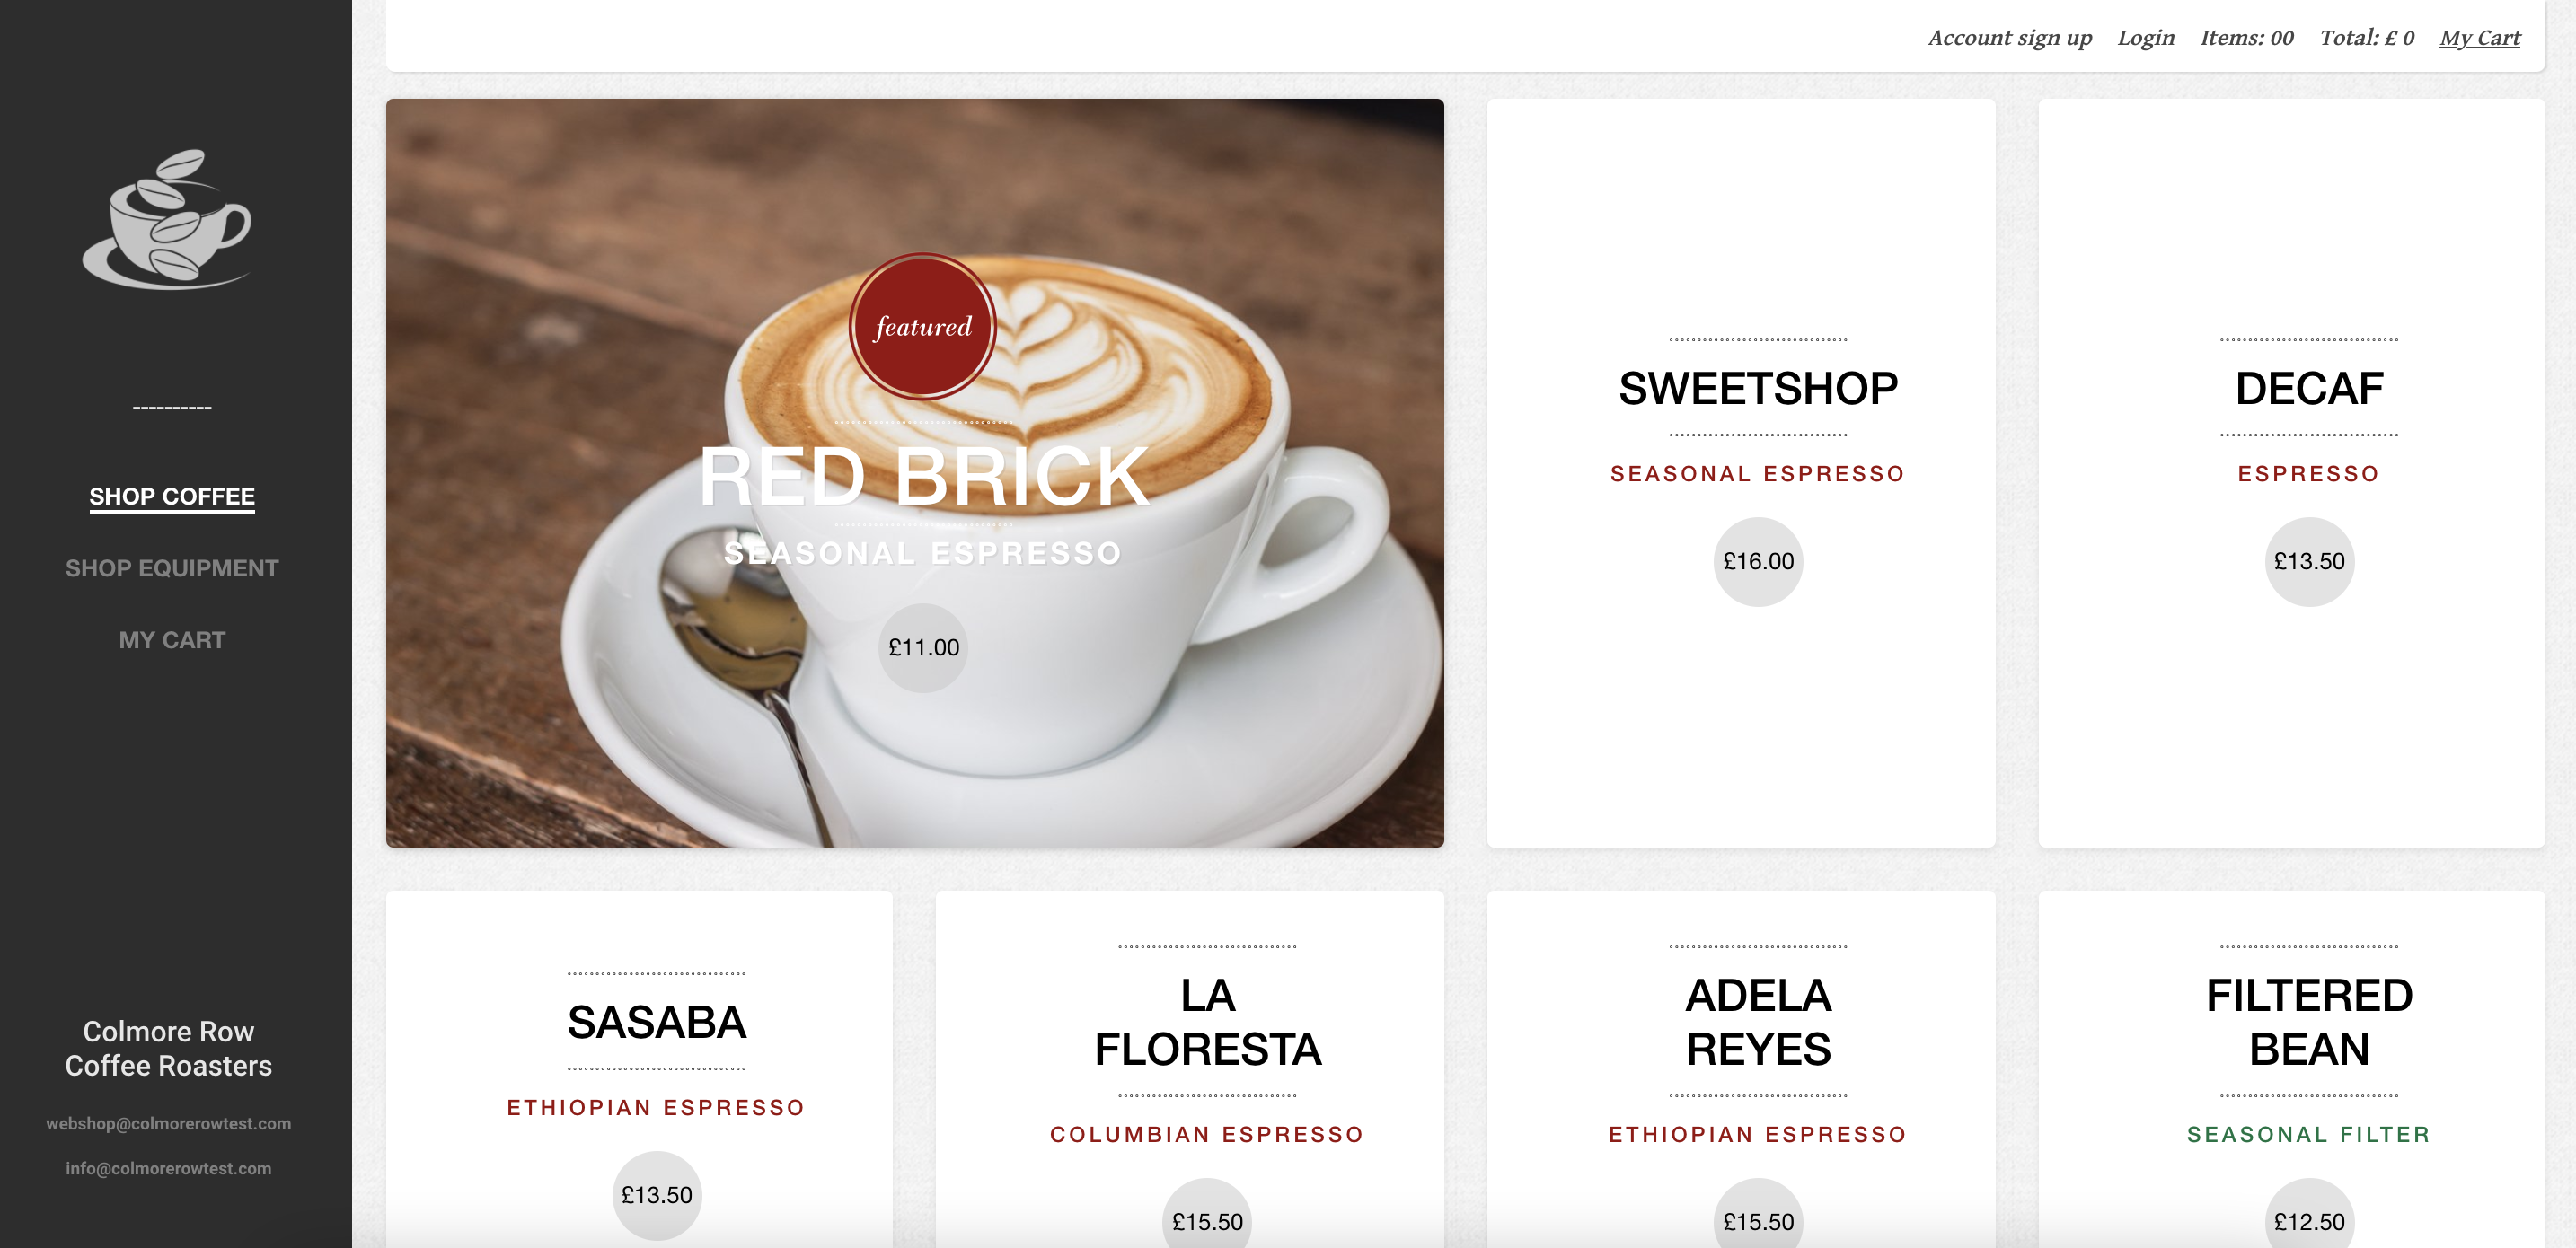 Account sign up Login Items: 00 Total: £ 0 My Cart
----------
SHOP COFFEE
SHOP EQUIPMENT
MY CART
Colmore Row
Coffee Roasters
webshop@colmorerowtest.com
info@colmorerowtest.com
featured
RED BRICK
SEASONAL ESPRESSO
£11.00
SWEETSHOP
SEASONAL ESPRESSO
£16.00
DECAF
ESPRESSO
£13.50
SASABA
ETHIOPIAN ESPRESSO
£13.50
LA
FLORESTA
COLUMBIAN ESPRESSO
£15.50
ADELA
REYES
ETHIOPIAN ESPRESSO
£15.50
FILTERED
BEAN
SEASONAL FILTER
£12.50